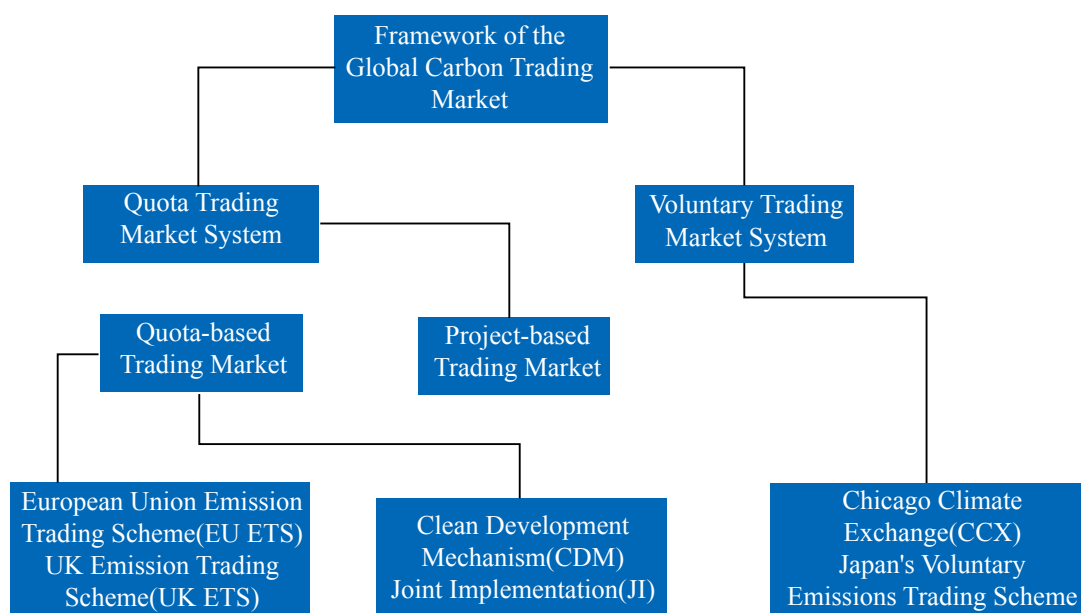 Framework of the
Global Carbon Trading
Market
Quota Trading
Market System
Voluntary Trading
Market System
Quota-based
Trading Market
Project-based
Trading Market
European Union Emission
Trading Scheme(EU ETS)
UK Emission Trading
Scheme(UK ETS)
Clean Development
Mechanism(CDM)
Joint Implementation(JI)
Chicago Climate
Exchange(CCX)
Japan's Voluntary
Emissions Trading Scheme